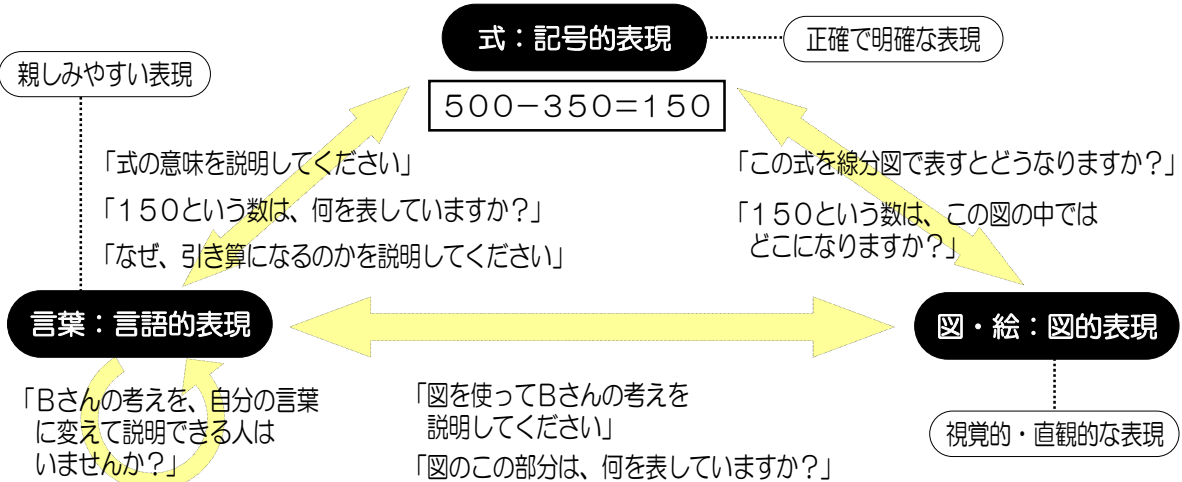 式：記号的表現
正確で明確な表現
親しみやすい表現
５００－３５０＝１５０
「式の意味を説明してください」
「１５０という数は、何を表していますか？」
「なぜ、引き算になるのかを説明してください」
「この式を線分図で表すとどうなりますか？」
「１５０という数は、この図の中では
どこになりますか？」
言葉：言語的表現
図・絵：図的表現
「Ｂさんの考えを、自分の言葉
に変えて説明できる人は
いませんか？」
「図を使ってＢさんの考えを
説明してください」
「図のこの部分は、何を表していますか？」
視覚的・直観的な表現